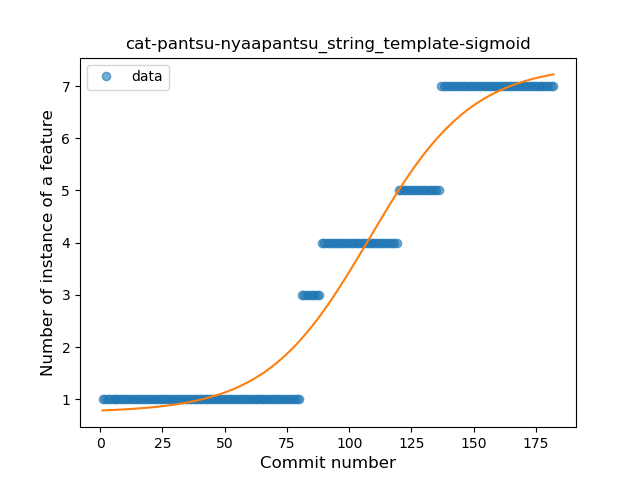 cat-pantsu-nyaapantsu_string_template-sigmoid
data
Number of instance of a feature
7
6
5
4
3
2
1
0 25 50 75 100 125 150 175
Commit number